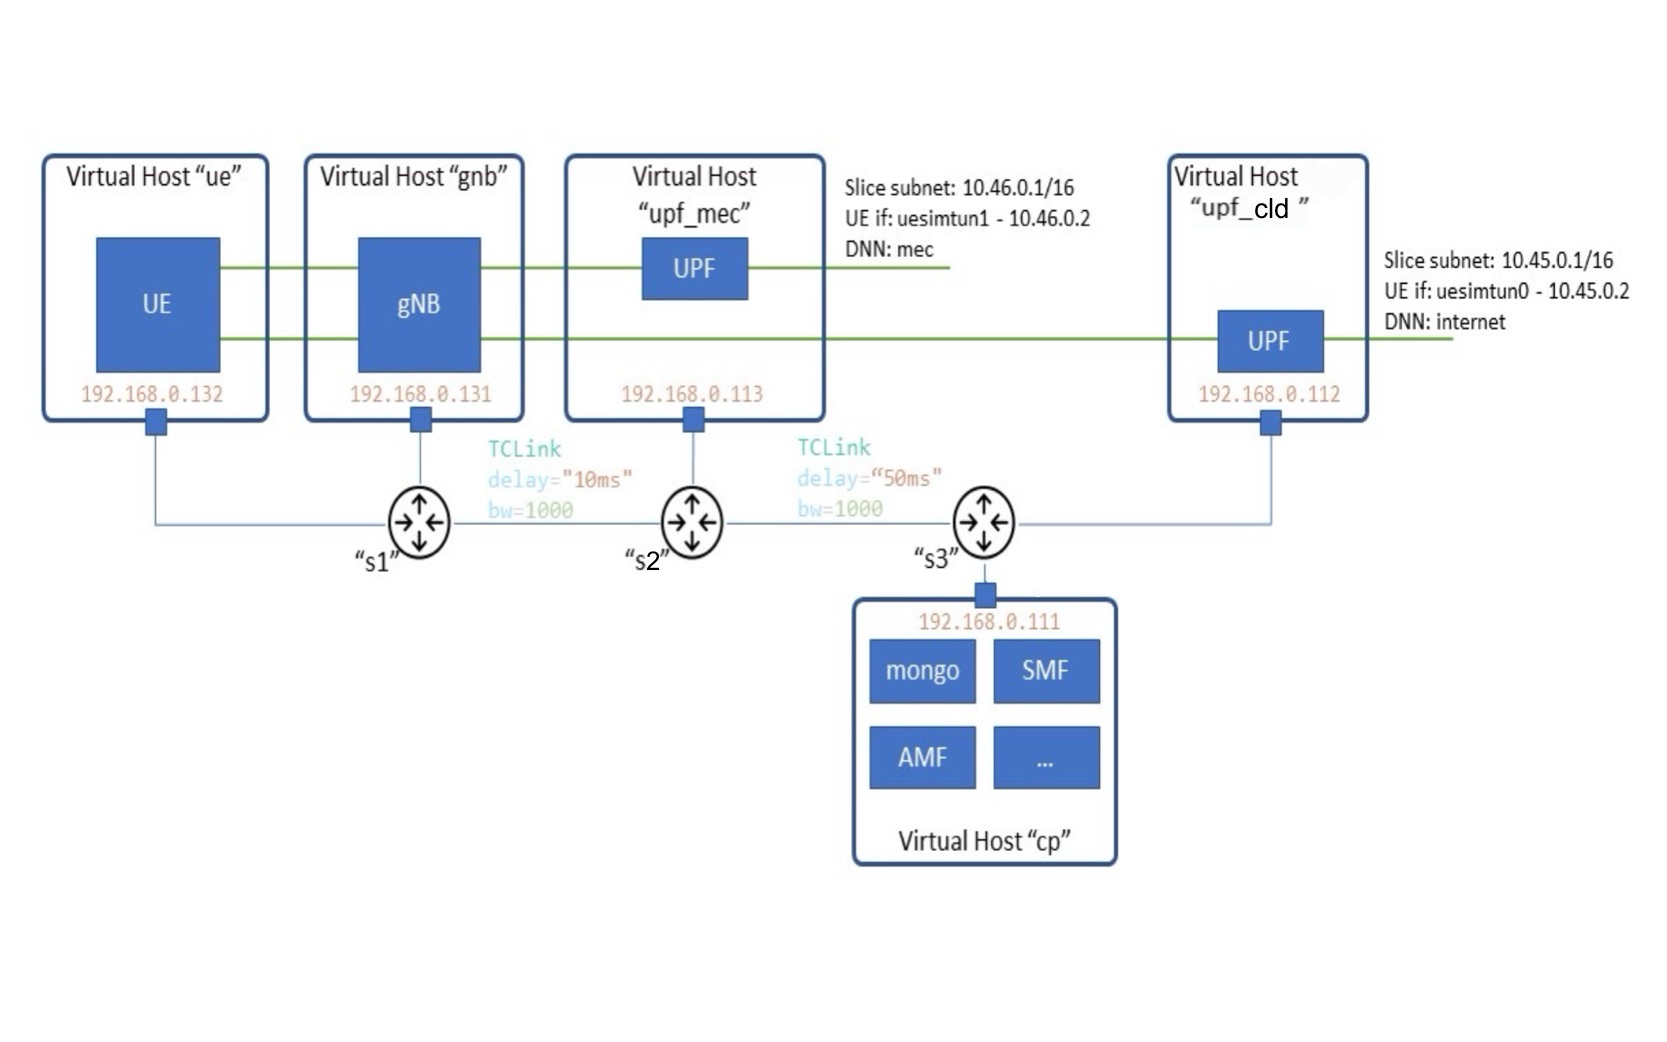 Virtual Host “ue”
UE
192.168.0.132
Virtual Host “gnb”
gNB
192.168.0.131
Virtual Host
“upf_mec”
UPF
192.168.0.113
Slice subnet: 10.46.0.1/16
UE if: uesimtun1 - 10.46.0.2
DNN: mec
Virtual Host
“upf_cld ”
UPF
192.168.0.112
Slice subnet: 10.45.0.1/16
UE if: uesimtun0 - 10.45.0.2
DNN: internet
TCLink
delay="10ms"
bw=1000
TCLink
delay=“50ms"
bw=1000
“s1”
“s2”
“s3”
192.168.0.111
mongo
SMF
AMF
...
Virtual Host “cp”